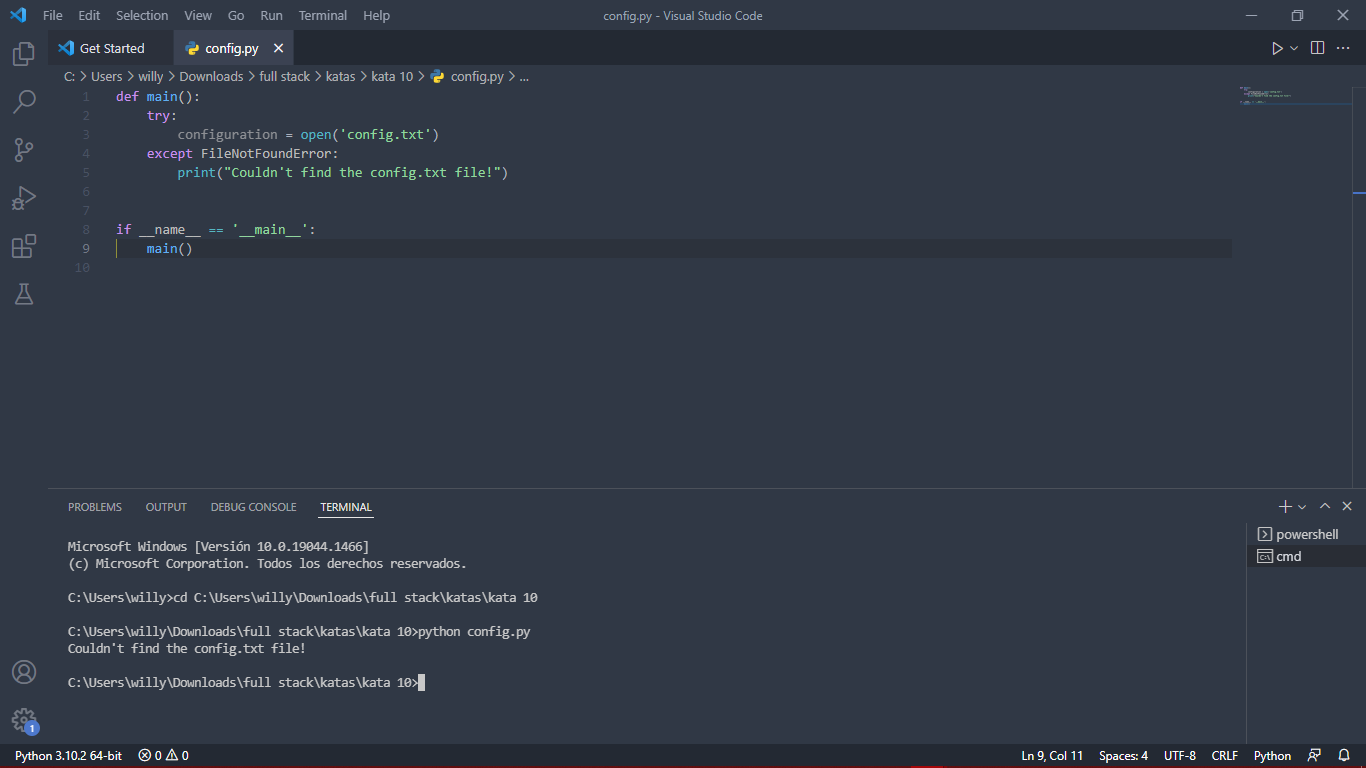 File Edit Selection View Go Run Terminal Help config.py - Visual Studio Code
Get Started config.py
C: > Users > willy > Downloads > full stack > katas > kata 10 > config.py > ...
1 def main():
2     try:
3         configuration = open('config.txt')
4     except FileNotFoundError:
5         print("Couldn't find the config.txt file!")
6
7
8 if __name__ == '__main__':
9     main()
10
PROBLEMS OUTPUT DEBUG CONSOLE TERMINAL
powershell
cmd
Microsoft Windows [Versión 10.0.19044.1466]
(c) Microsoft Corporation. Todos los derechos reservados.
C:\Users\willy>cd C:\Users\willy\Downloads\full stack\katas\kata 10
C:\Users\willy\Downloads\full stack\katas\kata 10>python config.py
Couldn't find the config.txt file!
C:\Users\willy\Downloads\full stack\katas\kata 10>
1
Python 3.10.2 64-bit 0 0 Ln 9, Col 11 Spaces: 4 UTF-8 CRLF Python